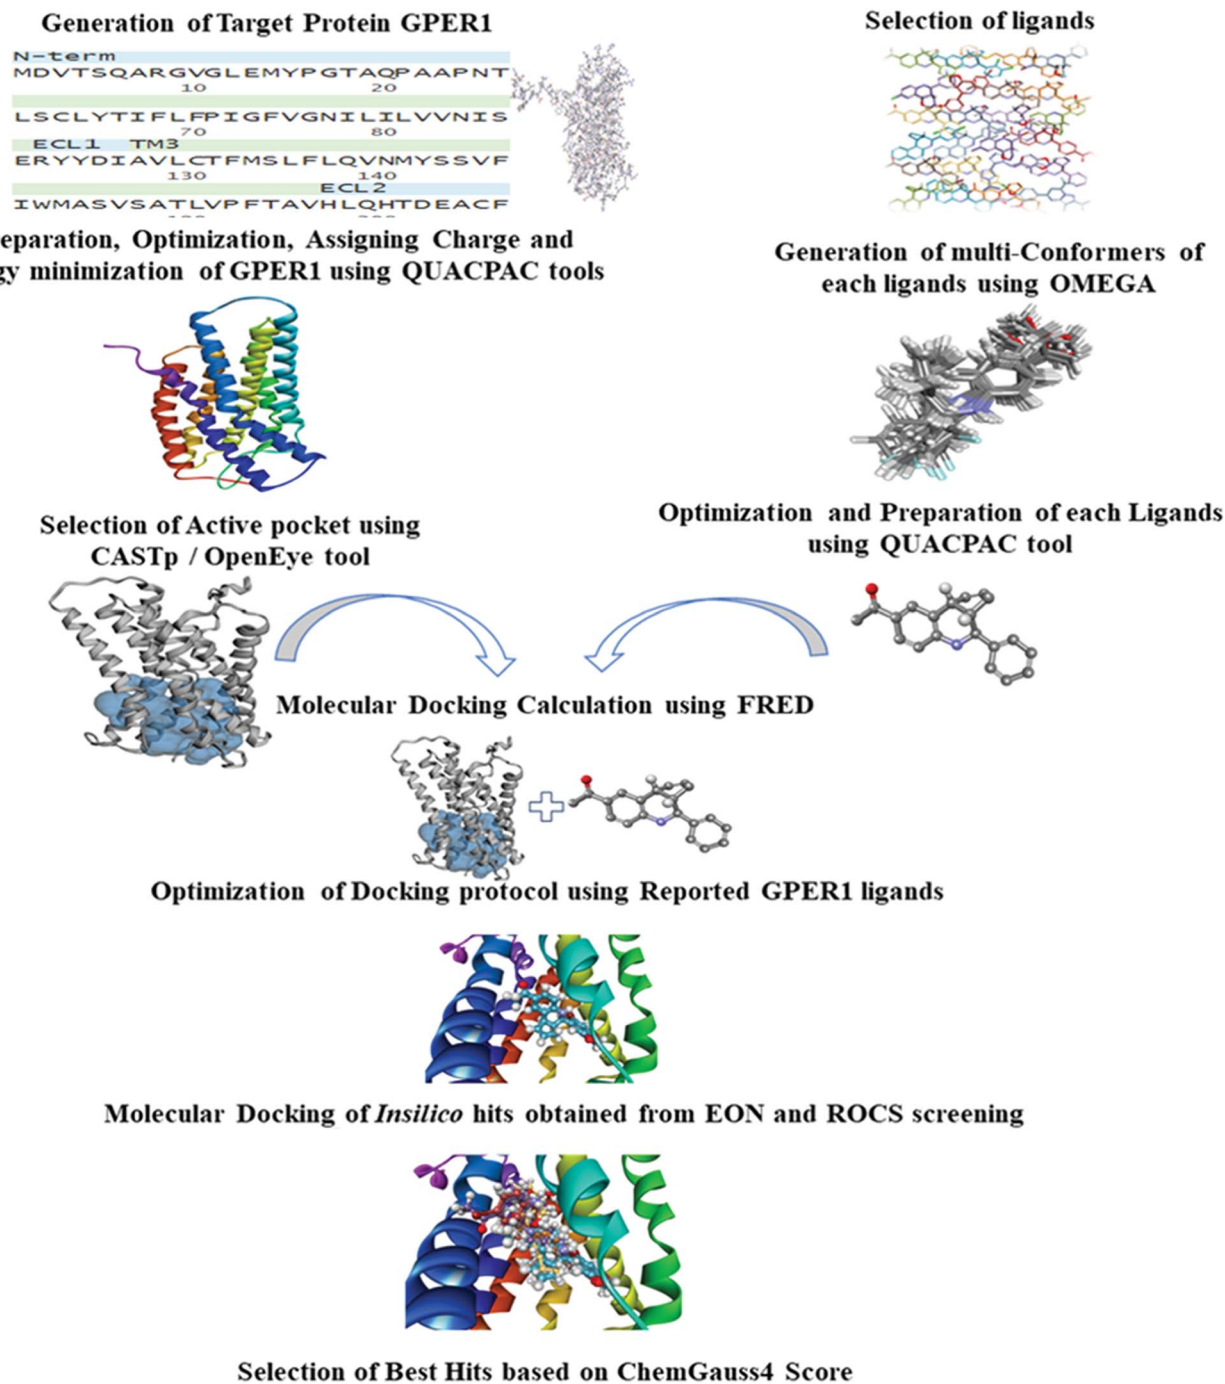 Generation of Target Protein GPER1
N-term
MDVTSQARGVGLEMYPGTAQPAAPNT
10 20
LSCLYTIFLFPIGFVGNILILVVNIS
70 80
ECL1 TM3
ERYYDIAVLCTFMSLFLQVNMYSSVF
130 140
ECL2
IWMASVSATLVPFTAVHLQHTDEACF
eparation, Optimization, Assigning Charge and
gy minimization of GPER1 using QUACPAC tools
Selection of Active pocket using
CASTp / OpenEye tool
Selection of ligands
Generation of multi-Conformers of
each ligands using OMEGA
Optimization and Preparation of each Ligands
using QUACPAC tool
Molecular Docking Calculation using FRED
Optimization of Docking protocol using Reported GPER1 ligands
Molecular Docking of Insilico hits obtained from EON and ROCS screening
Selection of Best Hits based on ChemGauss4 Score